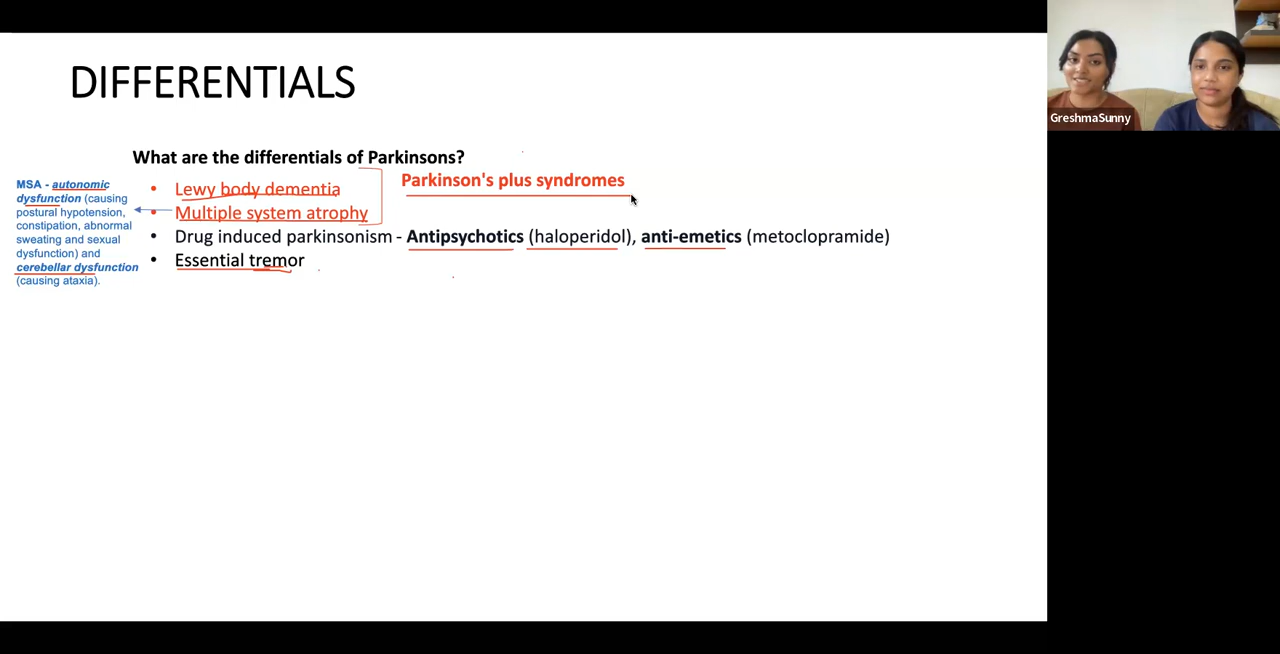 DIFFERENTIALS
What are the differentials of Parkinsons?
• Lewy body dementia
• Multiple system atrophy
Parkinson's plus syndromes
• Drug induced parkinsonism - Antipsychotics (haloperidol), anti-emetics (metoclopramide)
• Essential tremor
MSA - autonomic
dysfunction (causing
postural hypotension,
constipation, abnormal
sweating and sexual
dysfunction) and
cerebellar dysfunction
(causing ataxia).
GreshmaSunny